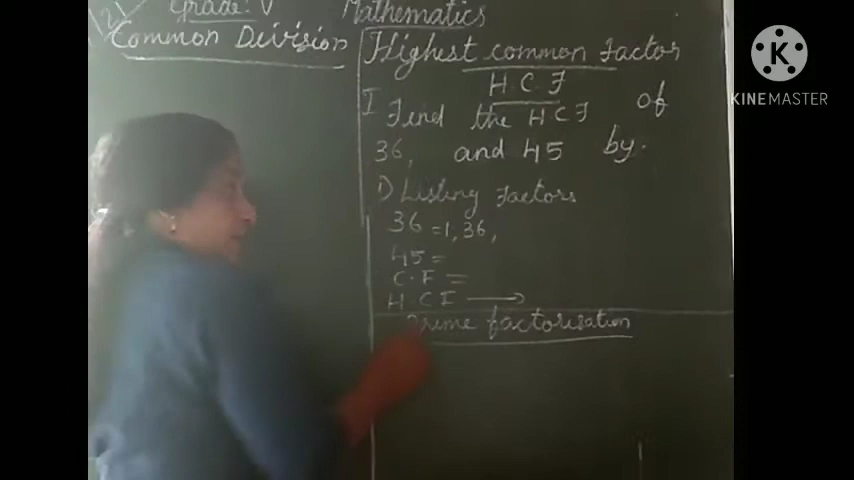 Grade: V Mathematics
Common Division
Highest common Factor
H.C.F
KINEMASTER
I Find the H.C.F of
36, and 45 by.
1) Listing Factors
36 = 1, 36,
45 =
C.F =
H.C.F →
Prime factorisation